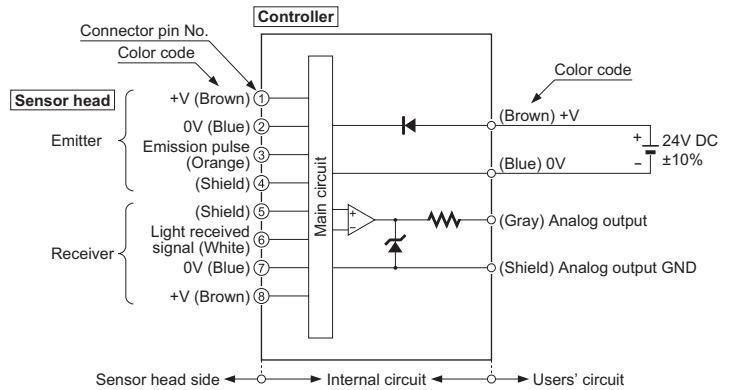 Controller
Connector pin No.
Color code
Color code
Sensor head
+V (Brown) 1
(Brown) +V
0V (Blue) 2
+
24V DC
Emitter
Emission pulse
(Orange) 3
–
±10%
(Blue) 0V
(Shield) 4
Main circuit
(Shield) 5
+
–
(Gray) Analog output
Light received
signal (White) 6
Receiver
0V (Blue) 7
(Shield) Analog output GND
+V (Brown) 8
Sensor head side
Internal circuit
Users' circuit